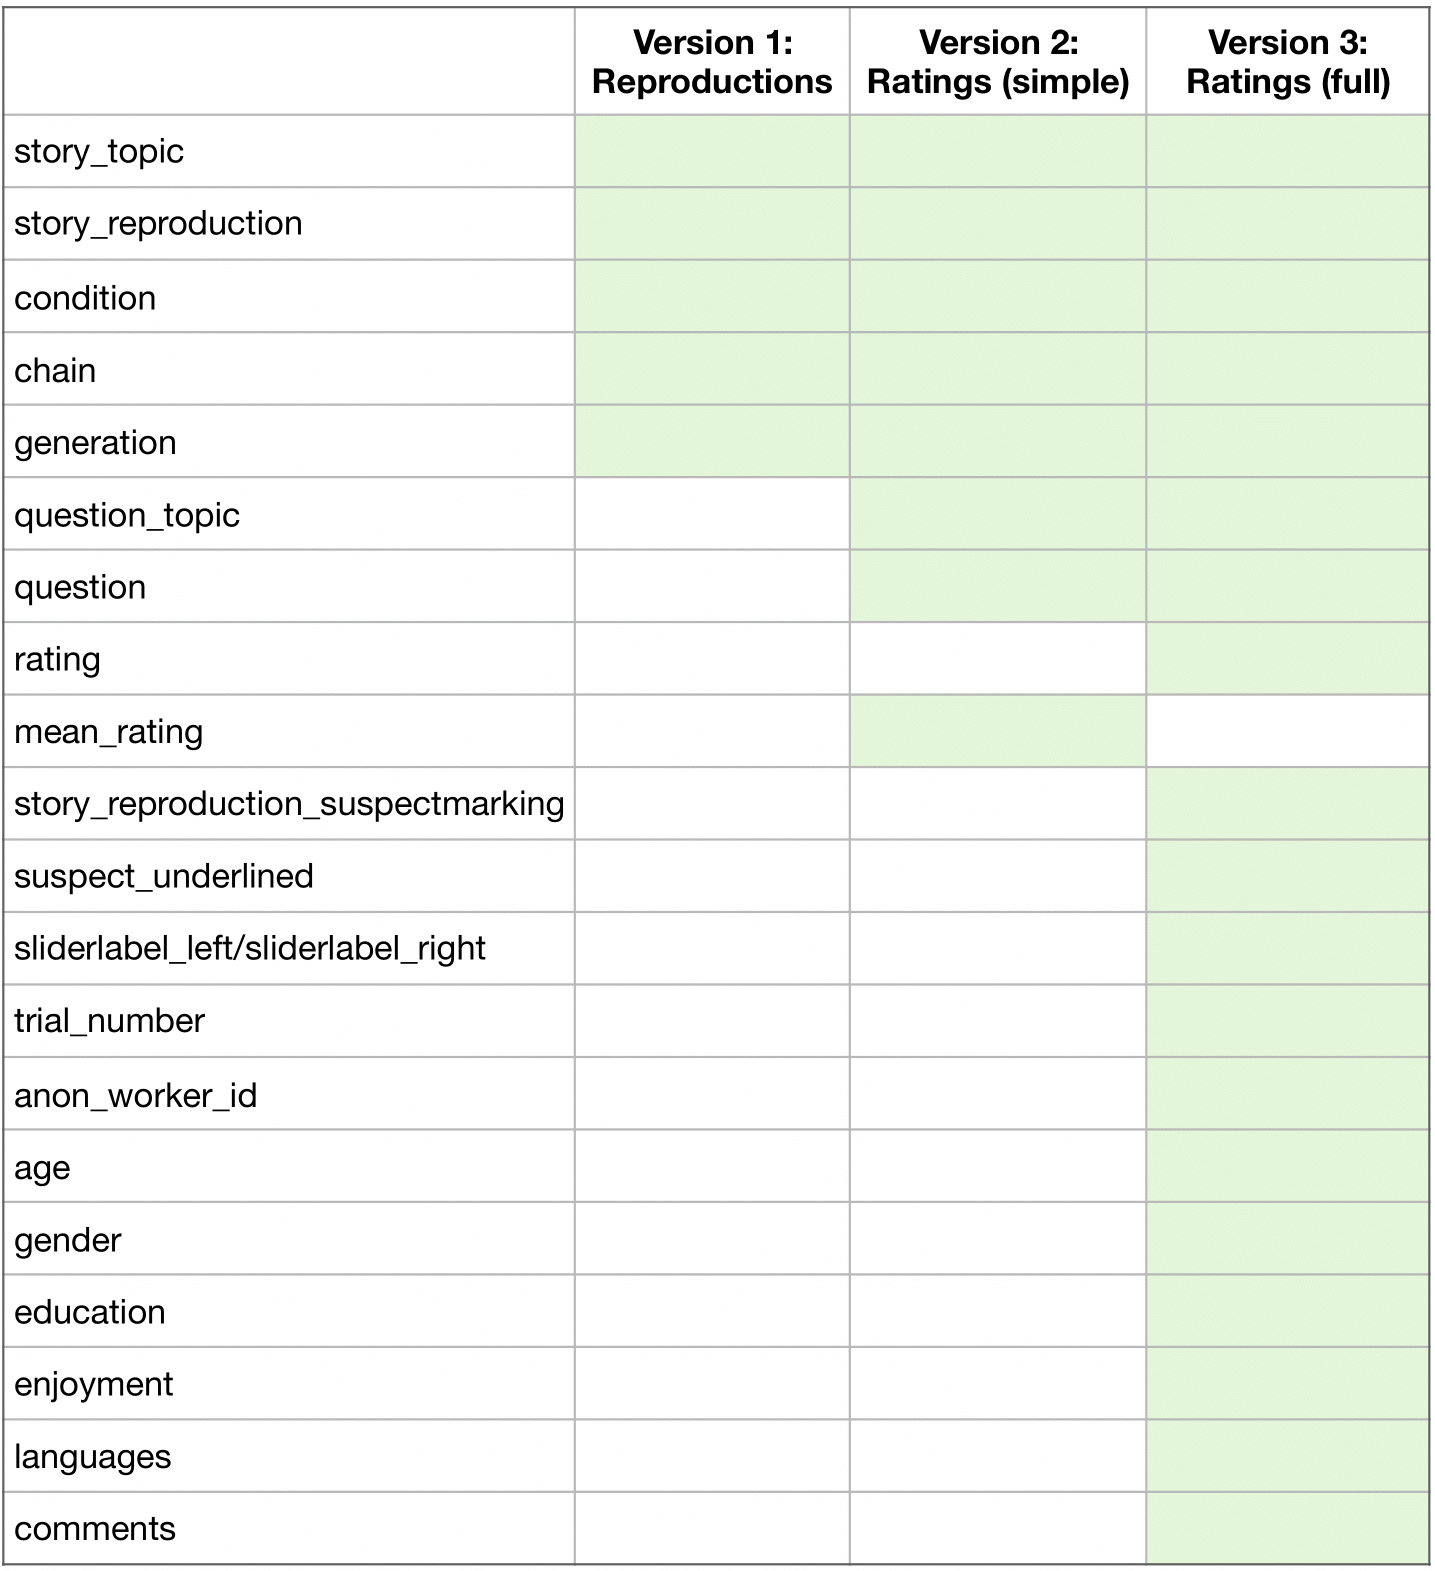 Version 1:
Reproductions
Version 2:
Ratings (simple)
Version 3:
Ratings (full)
story_topic
story_reproduction
condition
chain
generation
question_topic
question
rating
mean_rating
story_reproduction_suspectmarking
suspect_underlined
sliderlabel_left/sliderlabel_right
trial_number
anon_worker_id
age
gender
education
enjoyment
languages
comments